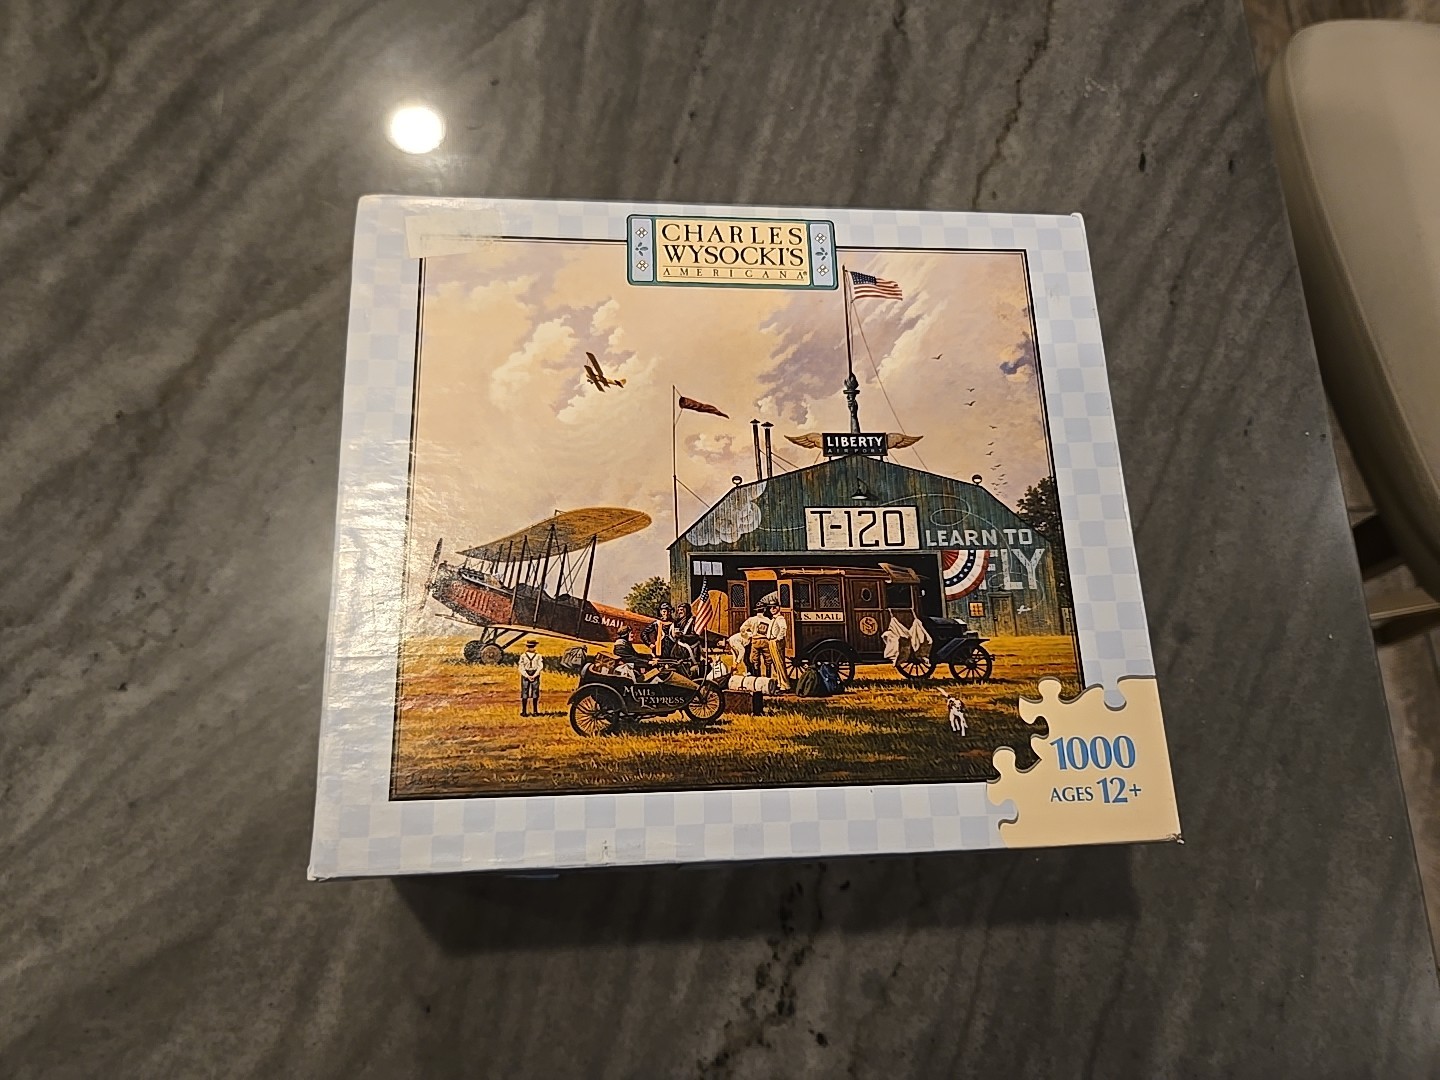 CHARLES
WYSOCKI'S
AMERICANA®
LIBERTY
AIRPORT
T-120
LEARN TO
FLY
U.S. MAIL
S. MAIL
MAIL
EXPRESS
1000
AGES 12+